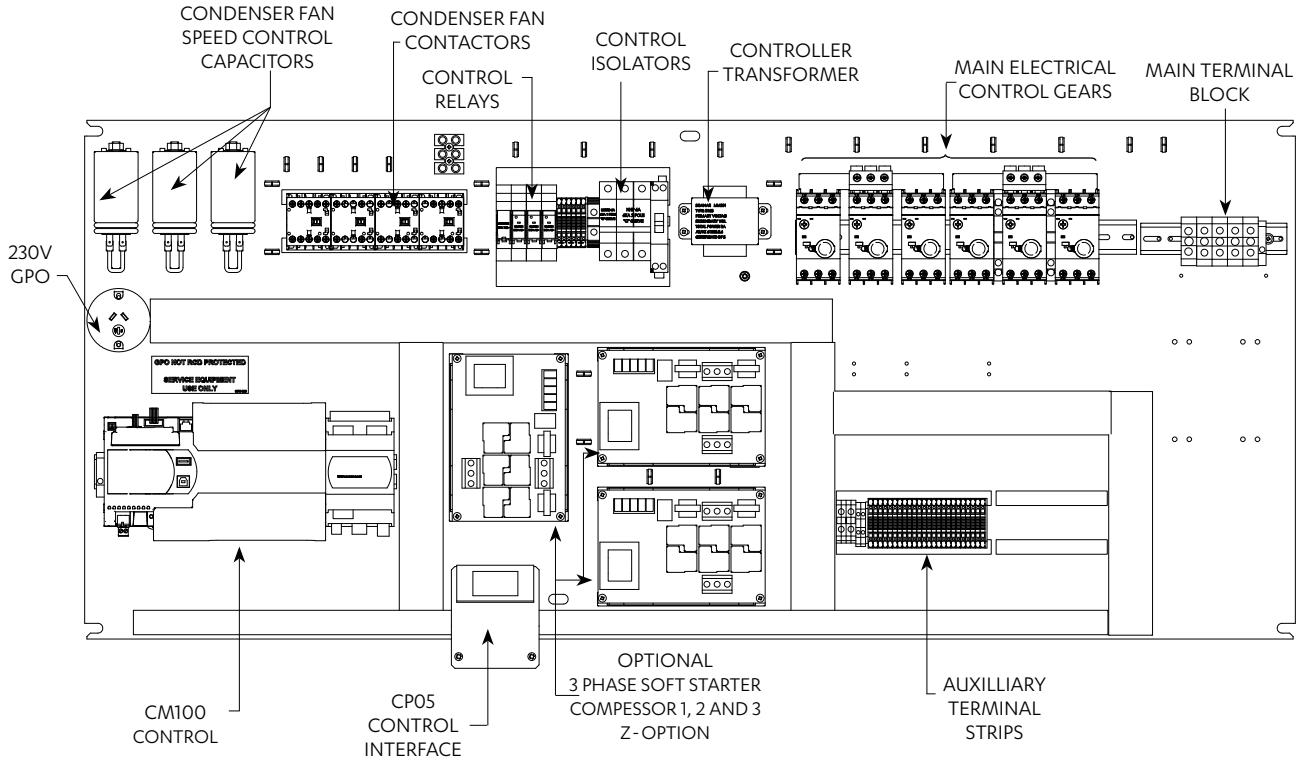 CONDENSER FAN
SPEED CONTROL
CAPACITORS
CONDENSER FAN
CONTACTORS
CONTROL
RELAYS
CONTROL
ISOLATORS
CONTROLLER
TRANSFORMER
MAIN ELECTRICAL
CONTROL GEARS
MAIN TERMINAL
BLOCK
230V
GPO
GPO NOT RCD PROTECTED
SERVICE EQUIPMENT
USE ONLY
CM100
CONTROL
CP05
CONTROL
INTERFACE
OPTIONAL
3 PHASE SOFT STARTER
COMPESSOR 1, 2 AND 3
Z-OPTION
AUXILLIARY
TERMINAL
STRIPS